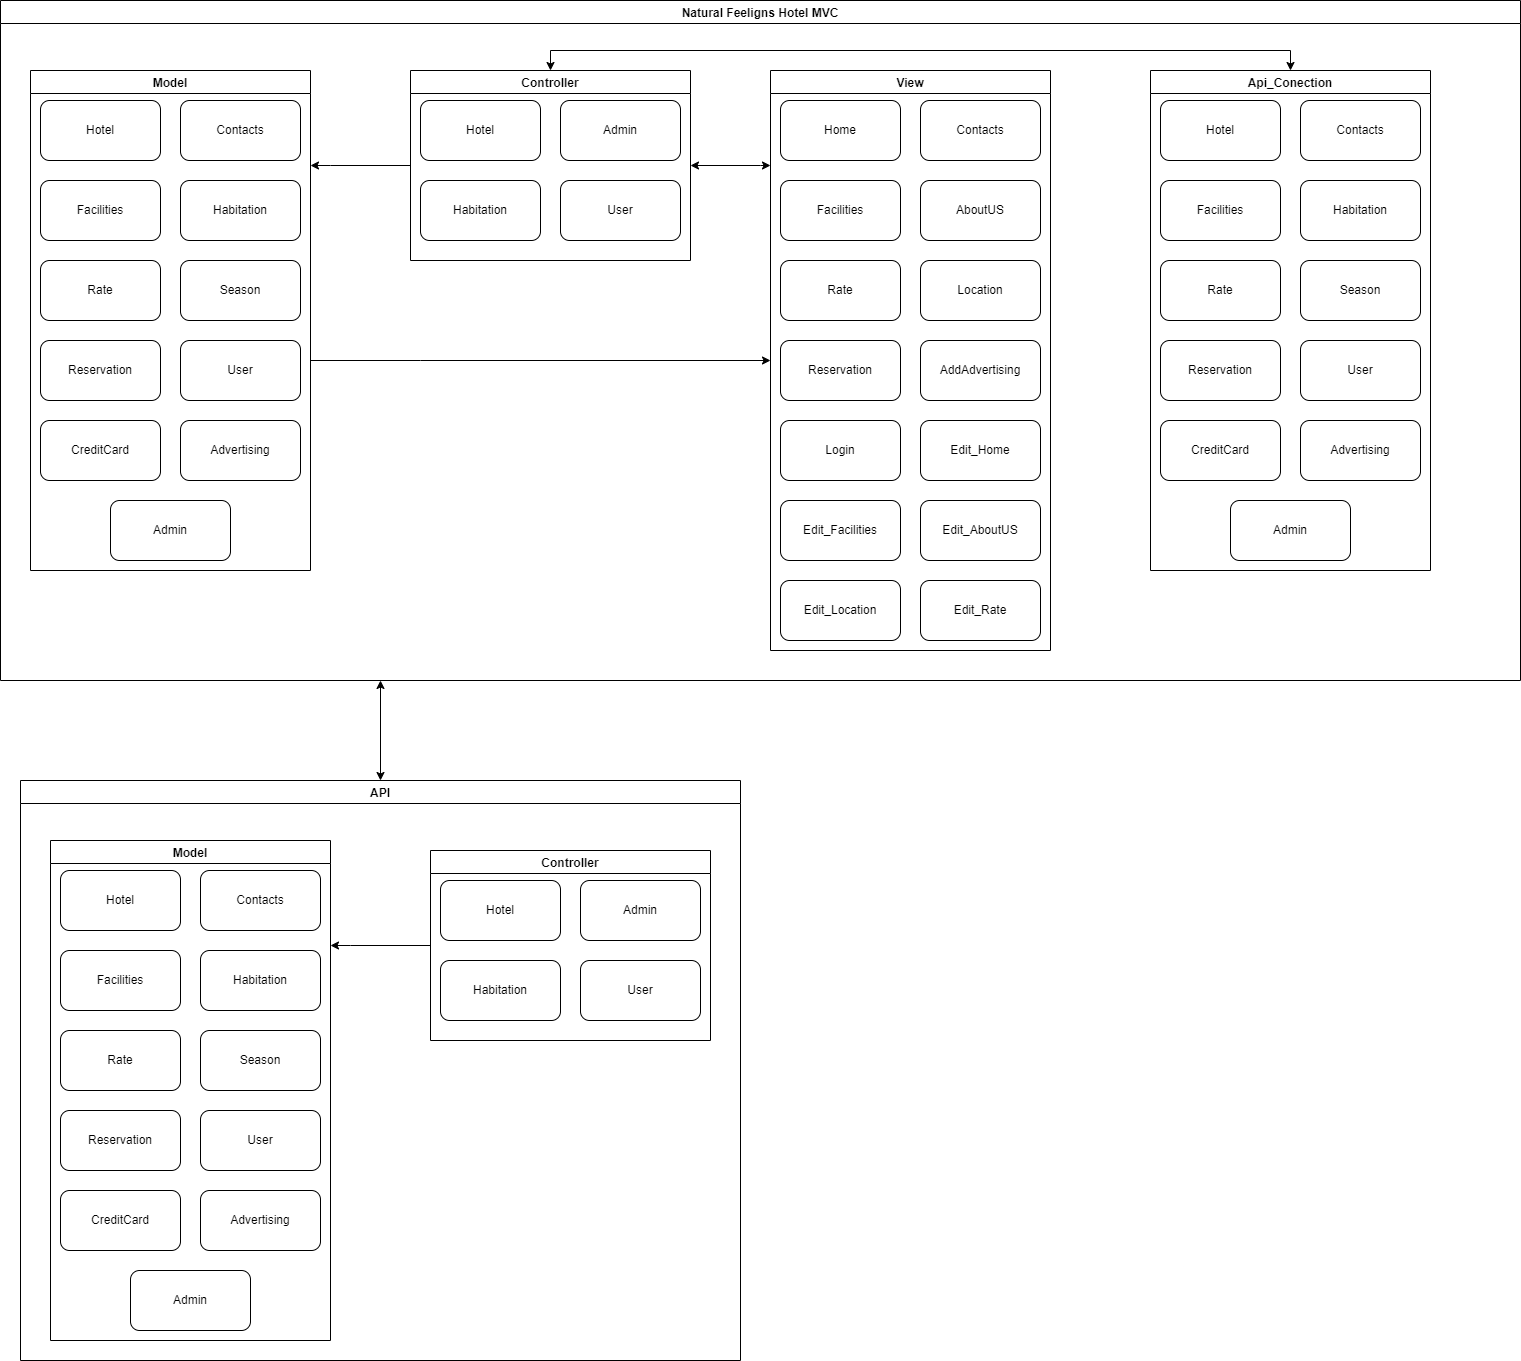 Natural Feeligns Hotel MVC
Model
Hotel
Contacts
Facilities
Habitation
Rate
Season
Reservation
User
CreditCard
Advertising
Admin
Controller
Hotel
Admin
Habitation
User
View
Home
Contacts
Facilities
AboutUS
Rate
Location
Reservation
AddAdvertising
Login
Edit_Home
Edit_Facilities
Edit_AboutUS
Edit_Location
Edit_Rate
Api_Conection
Hotel
Contacts
Facilities
Habitation
Rate
Season
Reservation
User
CreditCard
Advertising
Admin
API
Model
Hotel
Contacts
Facilities
Habitation
Rate
Season
Reservation
User
CreditCard
Advertising
Admin
Controller
Hotel
Admin
Habitation
User